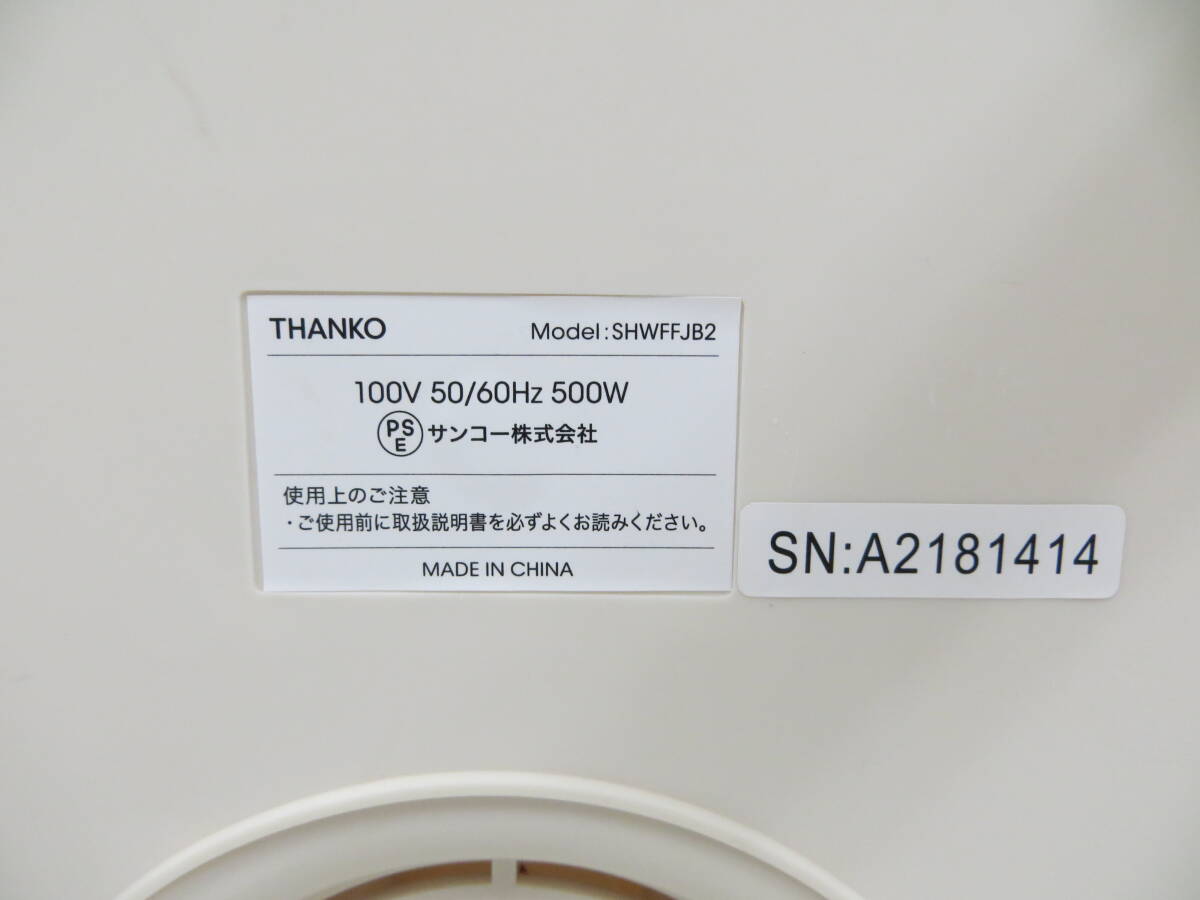 THANKO Model:SHWFFJB2
100V 50/60Hz 500W
PSE サンコー株式会社
使用上のご注意
・ご使用前に取扱説明書を必ずよくお読みください。
MADE IN CHINA
SN:A2181414